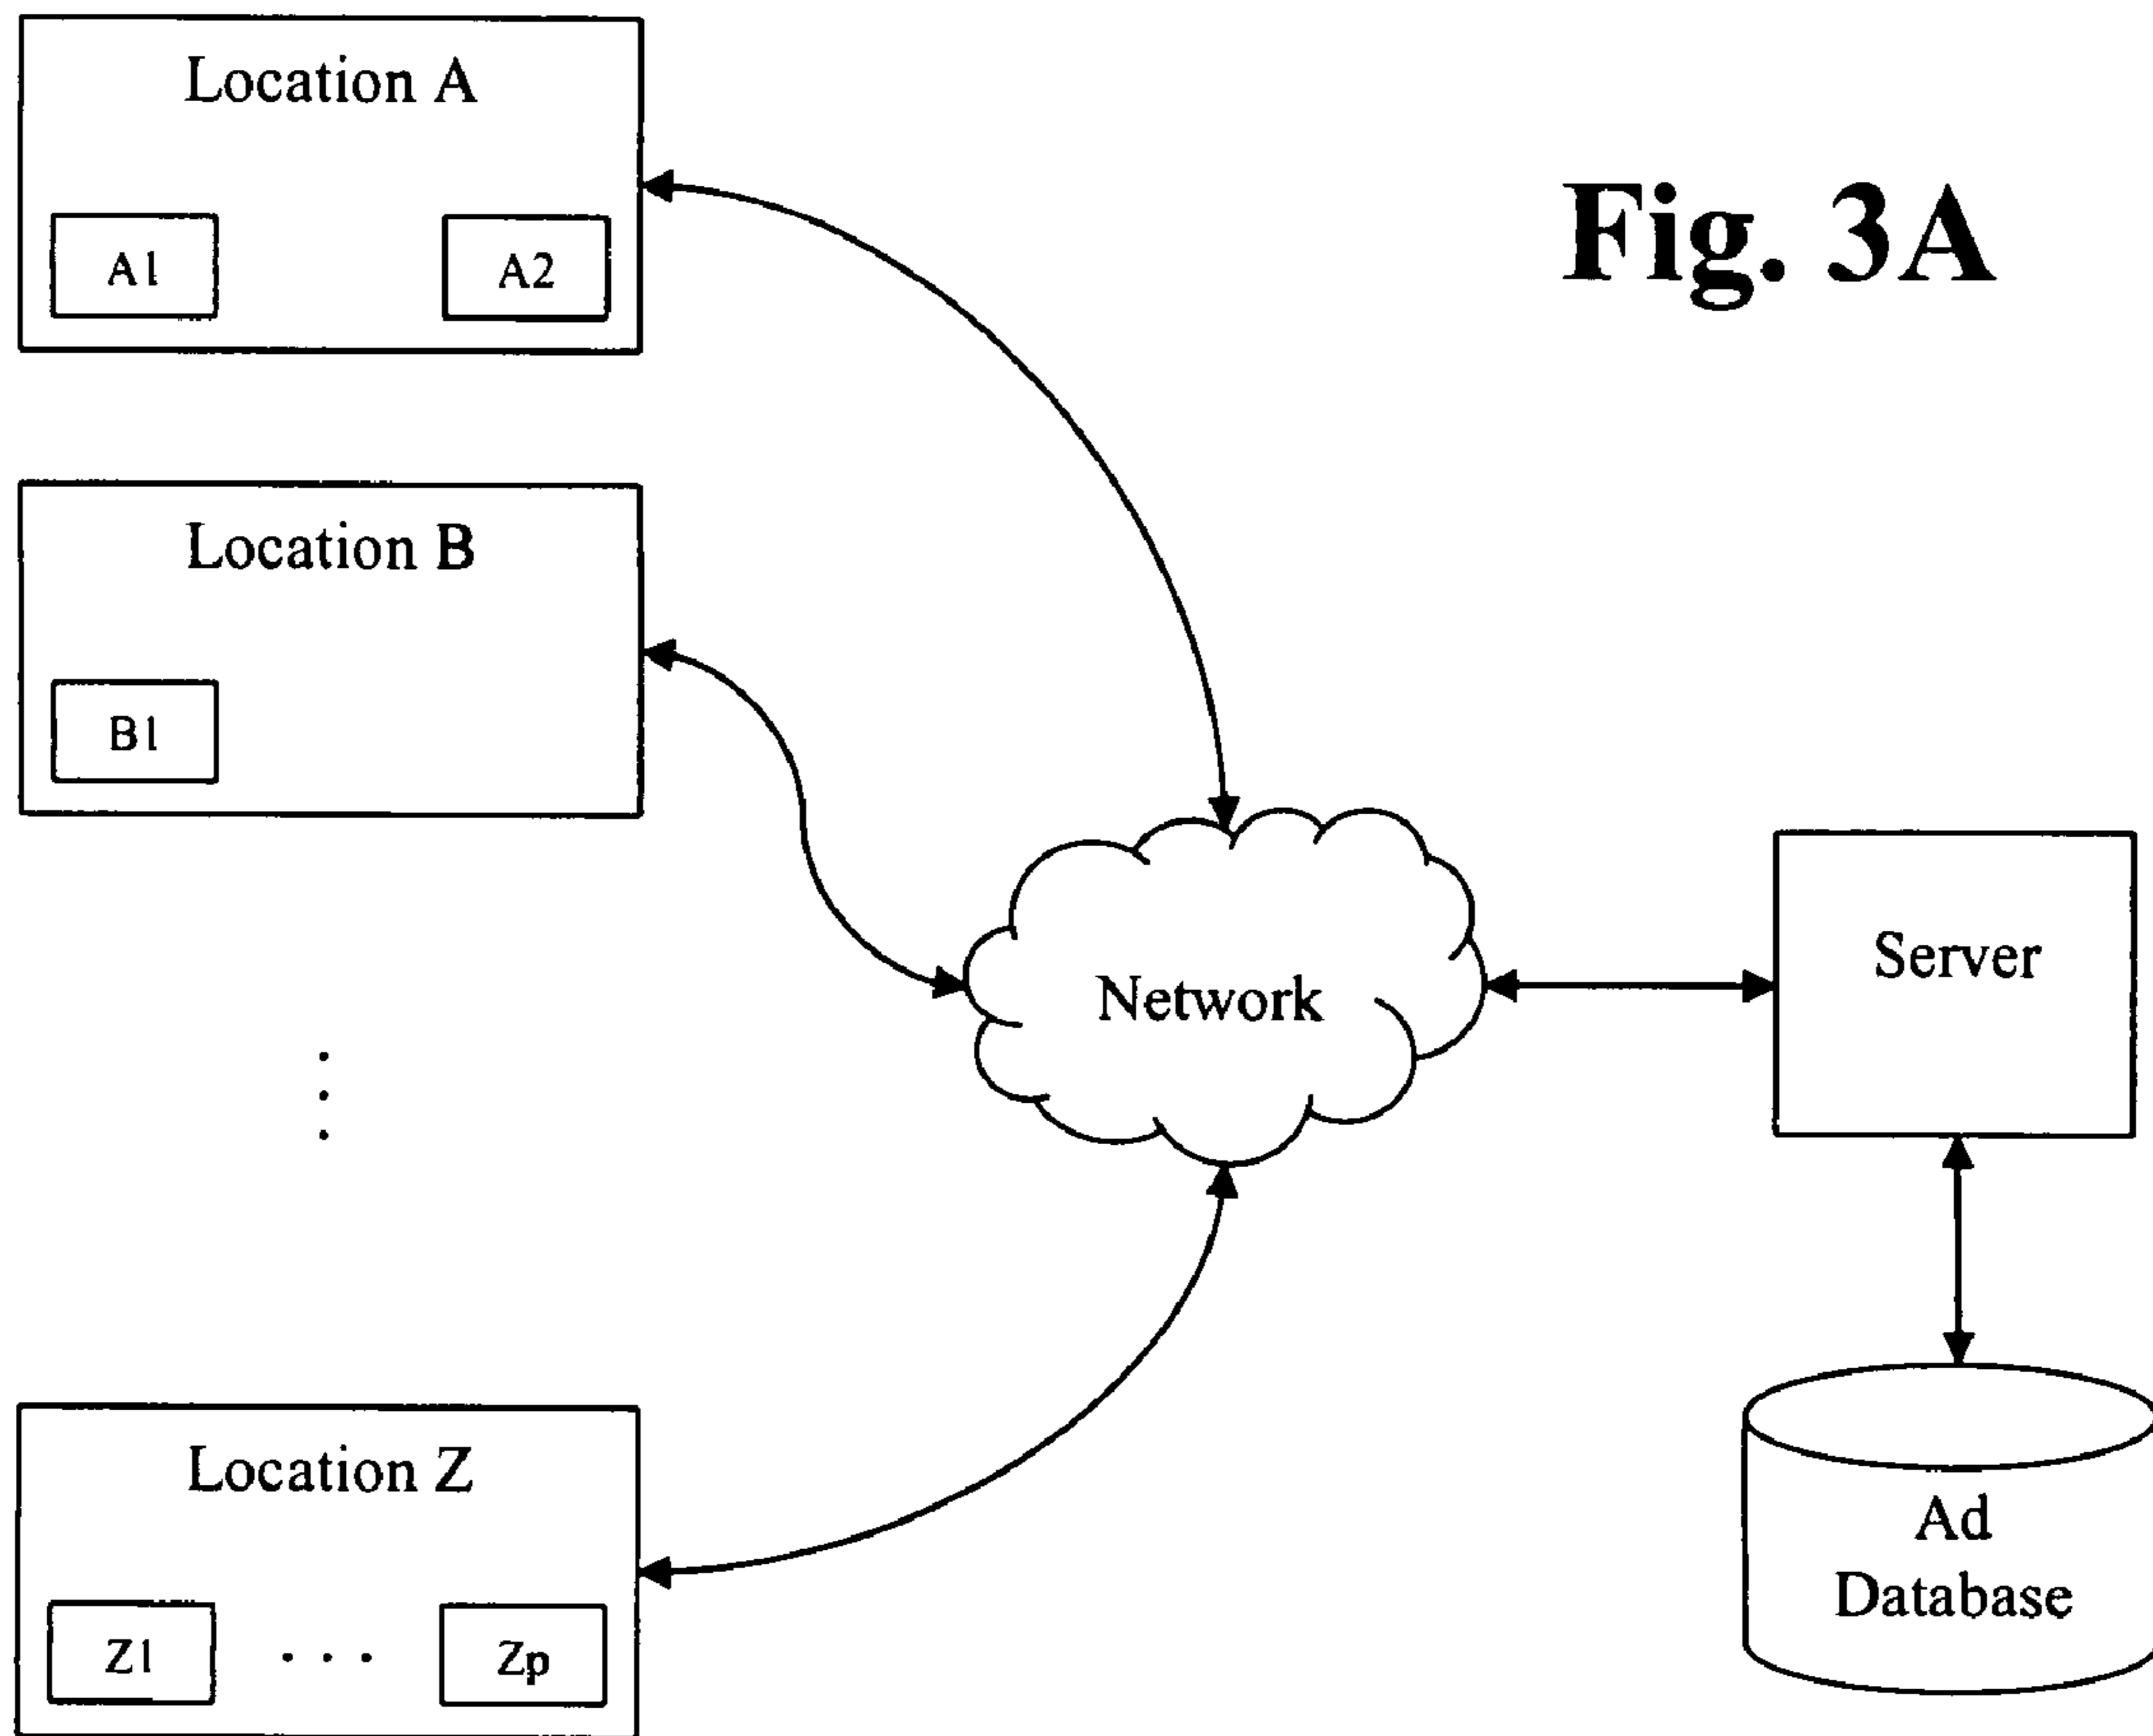 Location A
A1
A2
Fig. 3A
Location B
B1
Network
Server
Location Z
Z1
. . .
Zp
Ad
Database